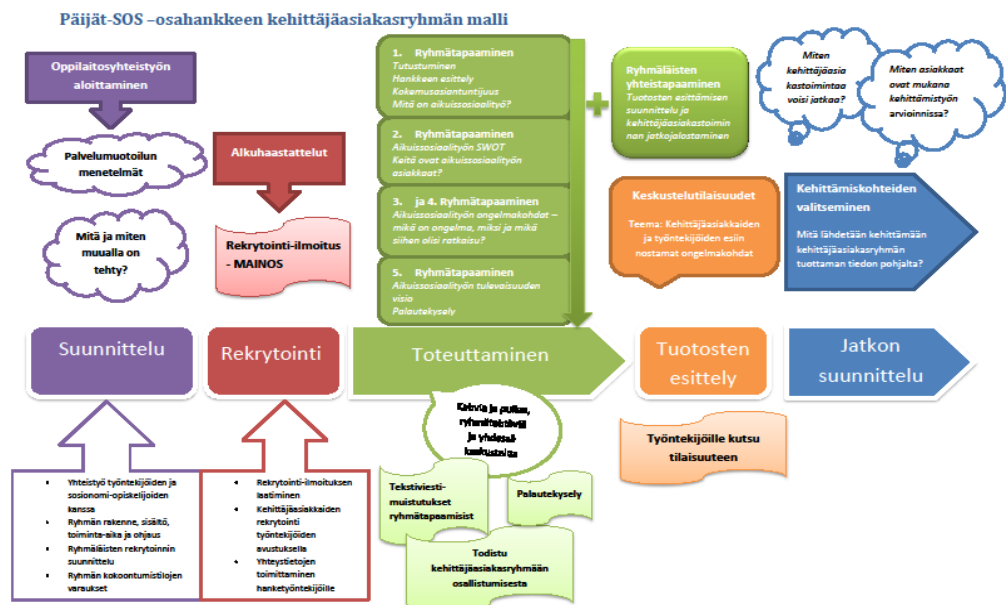 Päijät-SOS –osahankkeen kehittäjäasiakasryhmän malli
Oppilaitosyhteistyön
aloittaminen
Palvelumuotoilun
menetelmät
Mitä ja miten
muualla on
tehty?
Alkuhaastattelut
Rekrytointi-ilmoitus
- MAINOS
1. Ryhmätapaaminen
Tutustuminen
Hankkeen esittely
Kokemusasiantuntijuus
Mitä on aikuissosiaalityö?
2. Ryhmätapaaminen
Aikuissosiaalityön SWOT
Keitä ovat aikuissosiaalityön
asiakkaat?
3. ja 4. Ryhmätapaaminen
Aikuissosiaalityön ongelmakohdat –
mikä on ongelma, miksi ja mikä
siihen olisi ratkaisu?
5. Ryhmätapaaminen
Aikuissosiaalityön tulevaisuuden
visio
Palautekysely
Ryhmäläisten
yhteistapaaminen
Tuotosten esittämisen
suunnittelu ja
kehittäjäasiakastoimin
nan jatkojalostaminen
Miten
kehittäjäasia
kastoimintaa
voisi jatkaa?
Miten asiakkaat
ovat mukana
kehittämistyön
arvioinnissa?
Keskustelutilaisuudet
Teema: Kehittäjäasiakkaiden
ja työntekijöiden esiin
nostamat ongelmakohdat
Kehittämiskohteiden
valitseminen
Mitä lähdetään kehittämään
kehittäjäasiakasryhmän
tuottaman tiedon pohjalta?
Suunnittelu
Rekrytointi
Toteuttaminen
Tuotosten
esittely
Jatkon
suunnittelu
• Yhteistyö työntekijöiden ja
sosionomi-opiskelijoiden
kanssa
• Ryhmän rakenne, sisältö,
toiminta-aika ja ohjaus
• Ryhmäläisten rekrytoinnin
suunnittelu
• Ryhmän kokoontumistilojen
varaukset
• Rekrytointi-ilmoituksen
laatiminen
• Kehittäjäasiakkaiden
rekrytointi
työntekijöiden
avustuksella
• Yhteystietojen
toimittaminen
hanketyöntekijöille
Kahvia ja pullaa,
ja yhdessä
Tekstiviesti-
muistutukset
ryhmätapaamisist
Palautekysely
Todistu
kehittäjäasiakasryhmään
osallistumisesta
Työntekijöille kutsu
tilaisuuteen